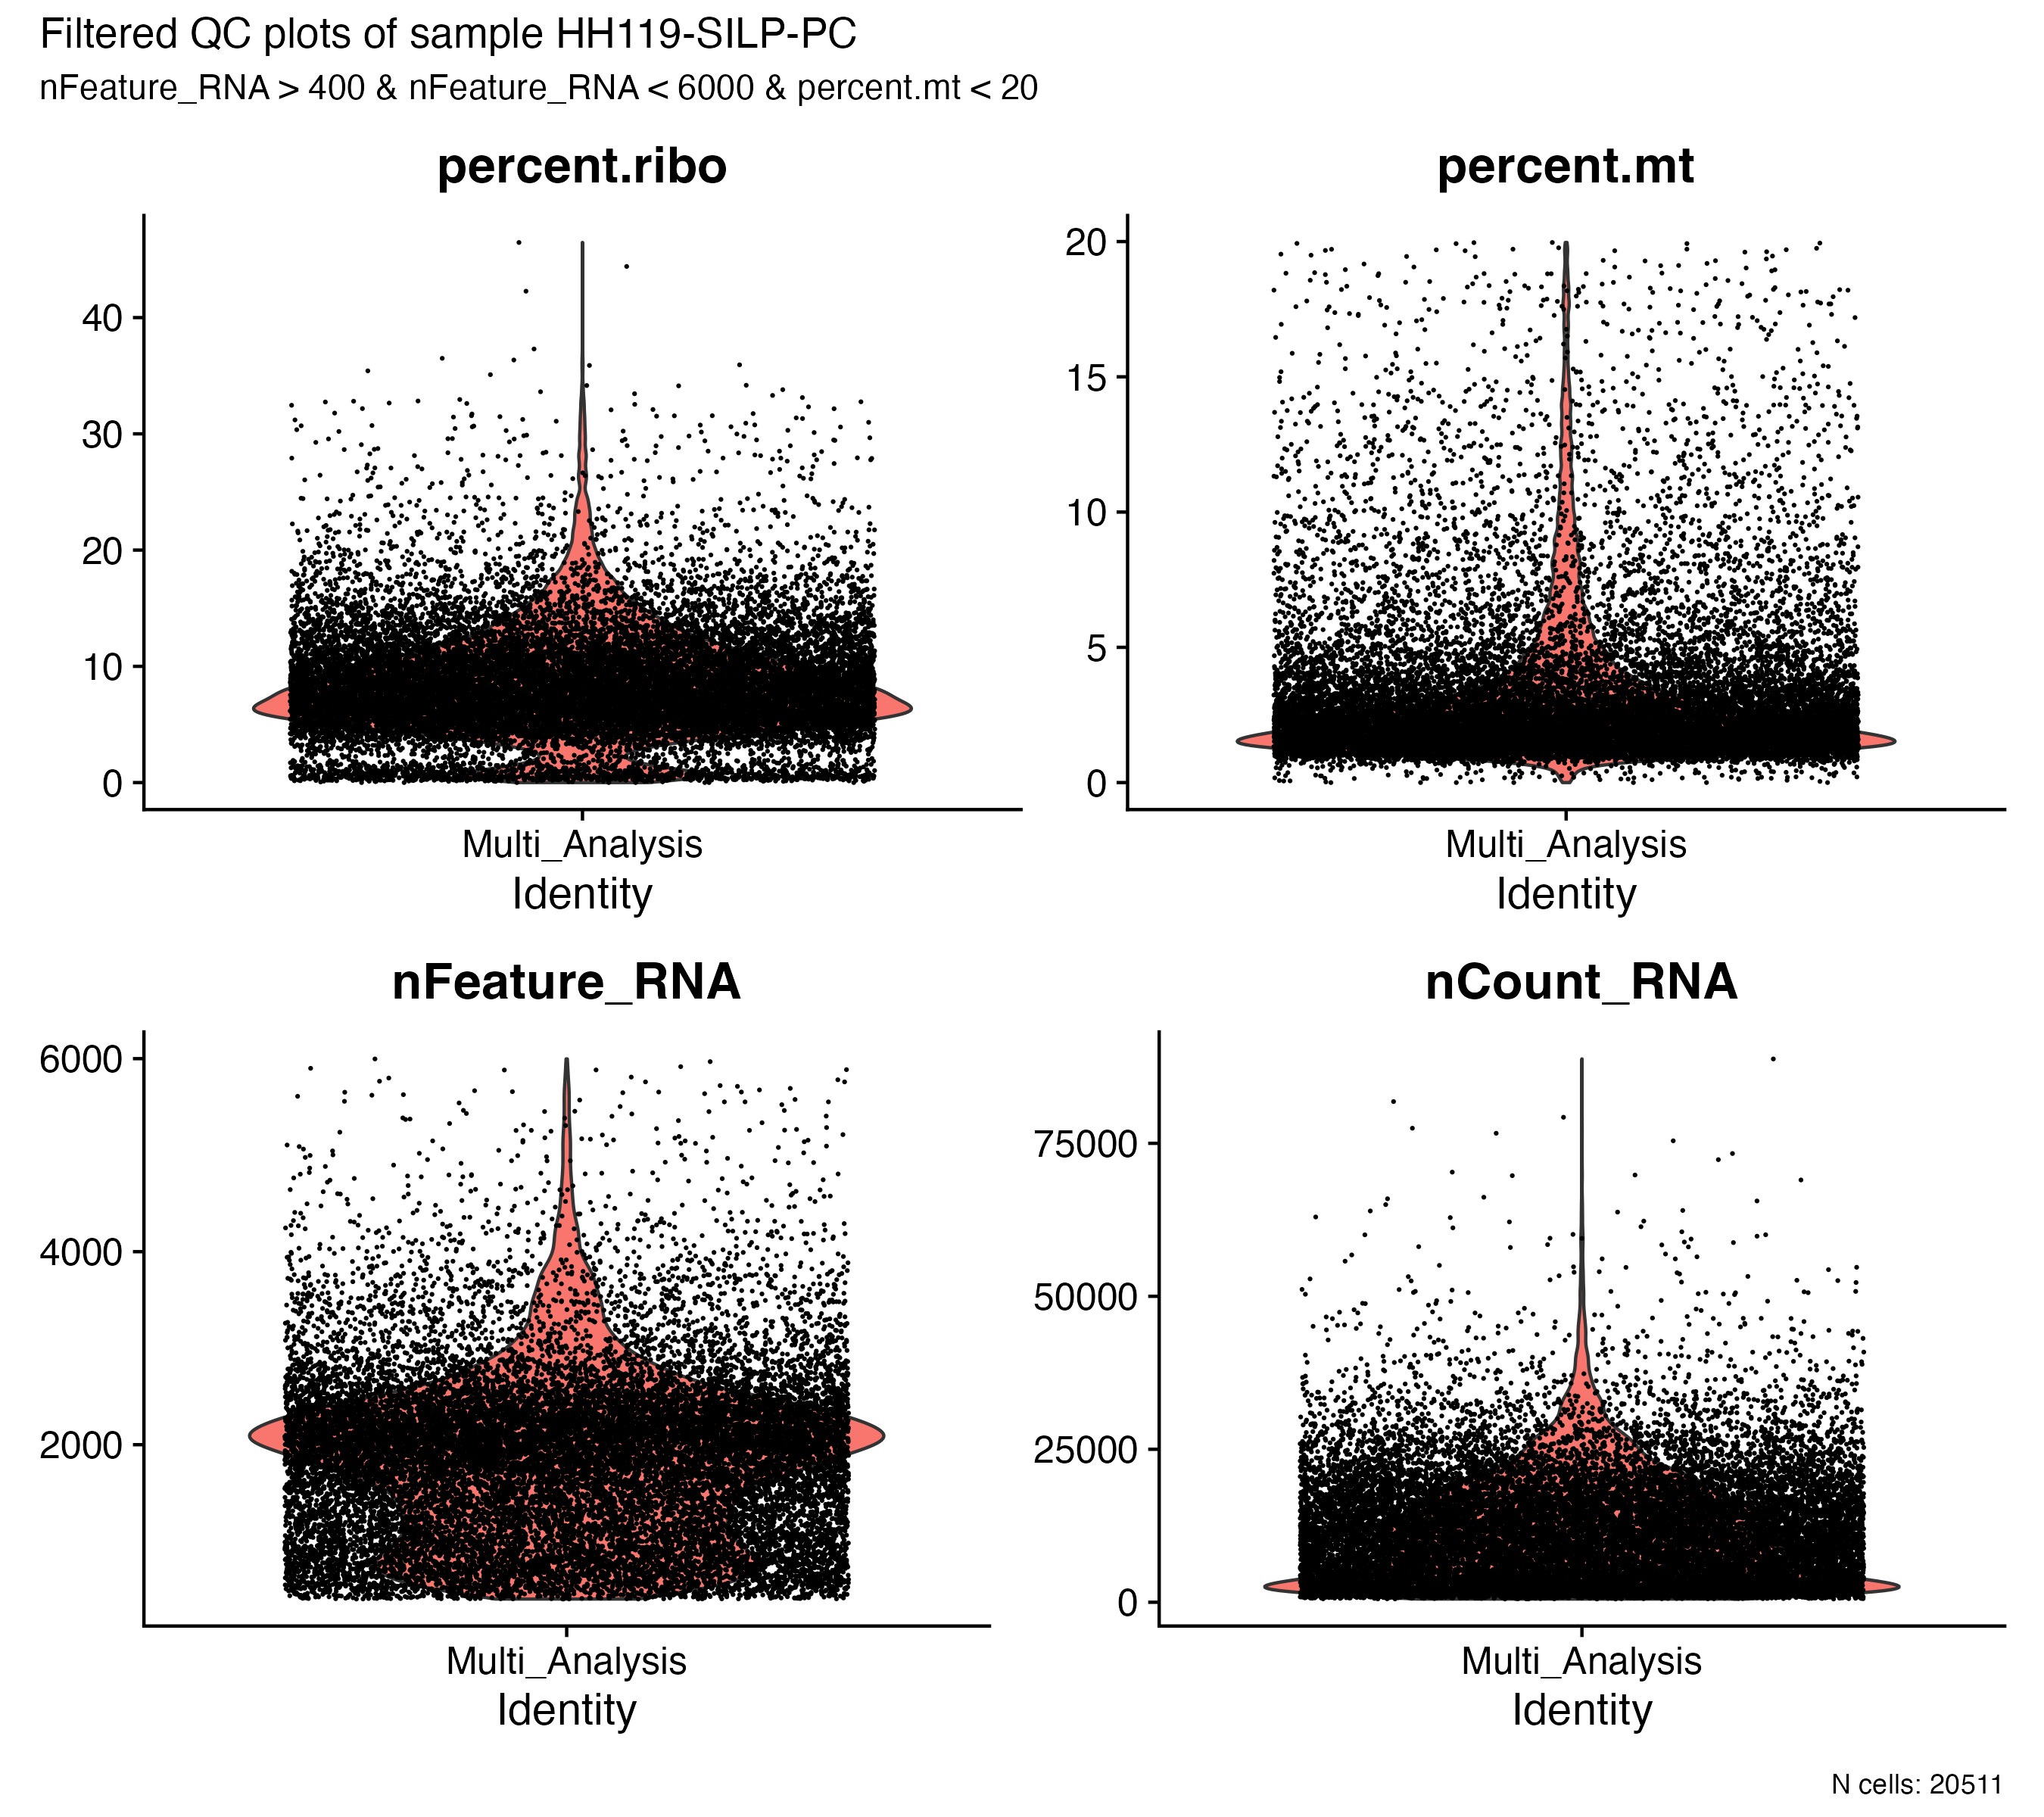 Filtered QC plots of sample HH119-SILP-PC
nFeature_RNA > 400 & nFeature_RNA < 6000 & percent.mt < 20
percent.ribo
40
30
20
10
0
Multi_Analysis
Identity
percent.mt
20
15
10
5
0
Multi_Analysis
Identity
nFeature_RNA
6000
4000
2000
Multi_Analysis
Identity
nCount_RNA
75000
50000
25000
0
Multi_Analysis
Identity
N cells: 20511